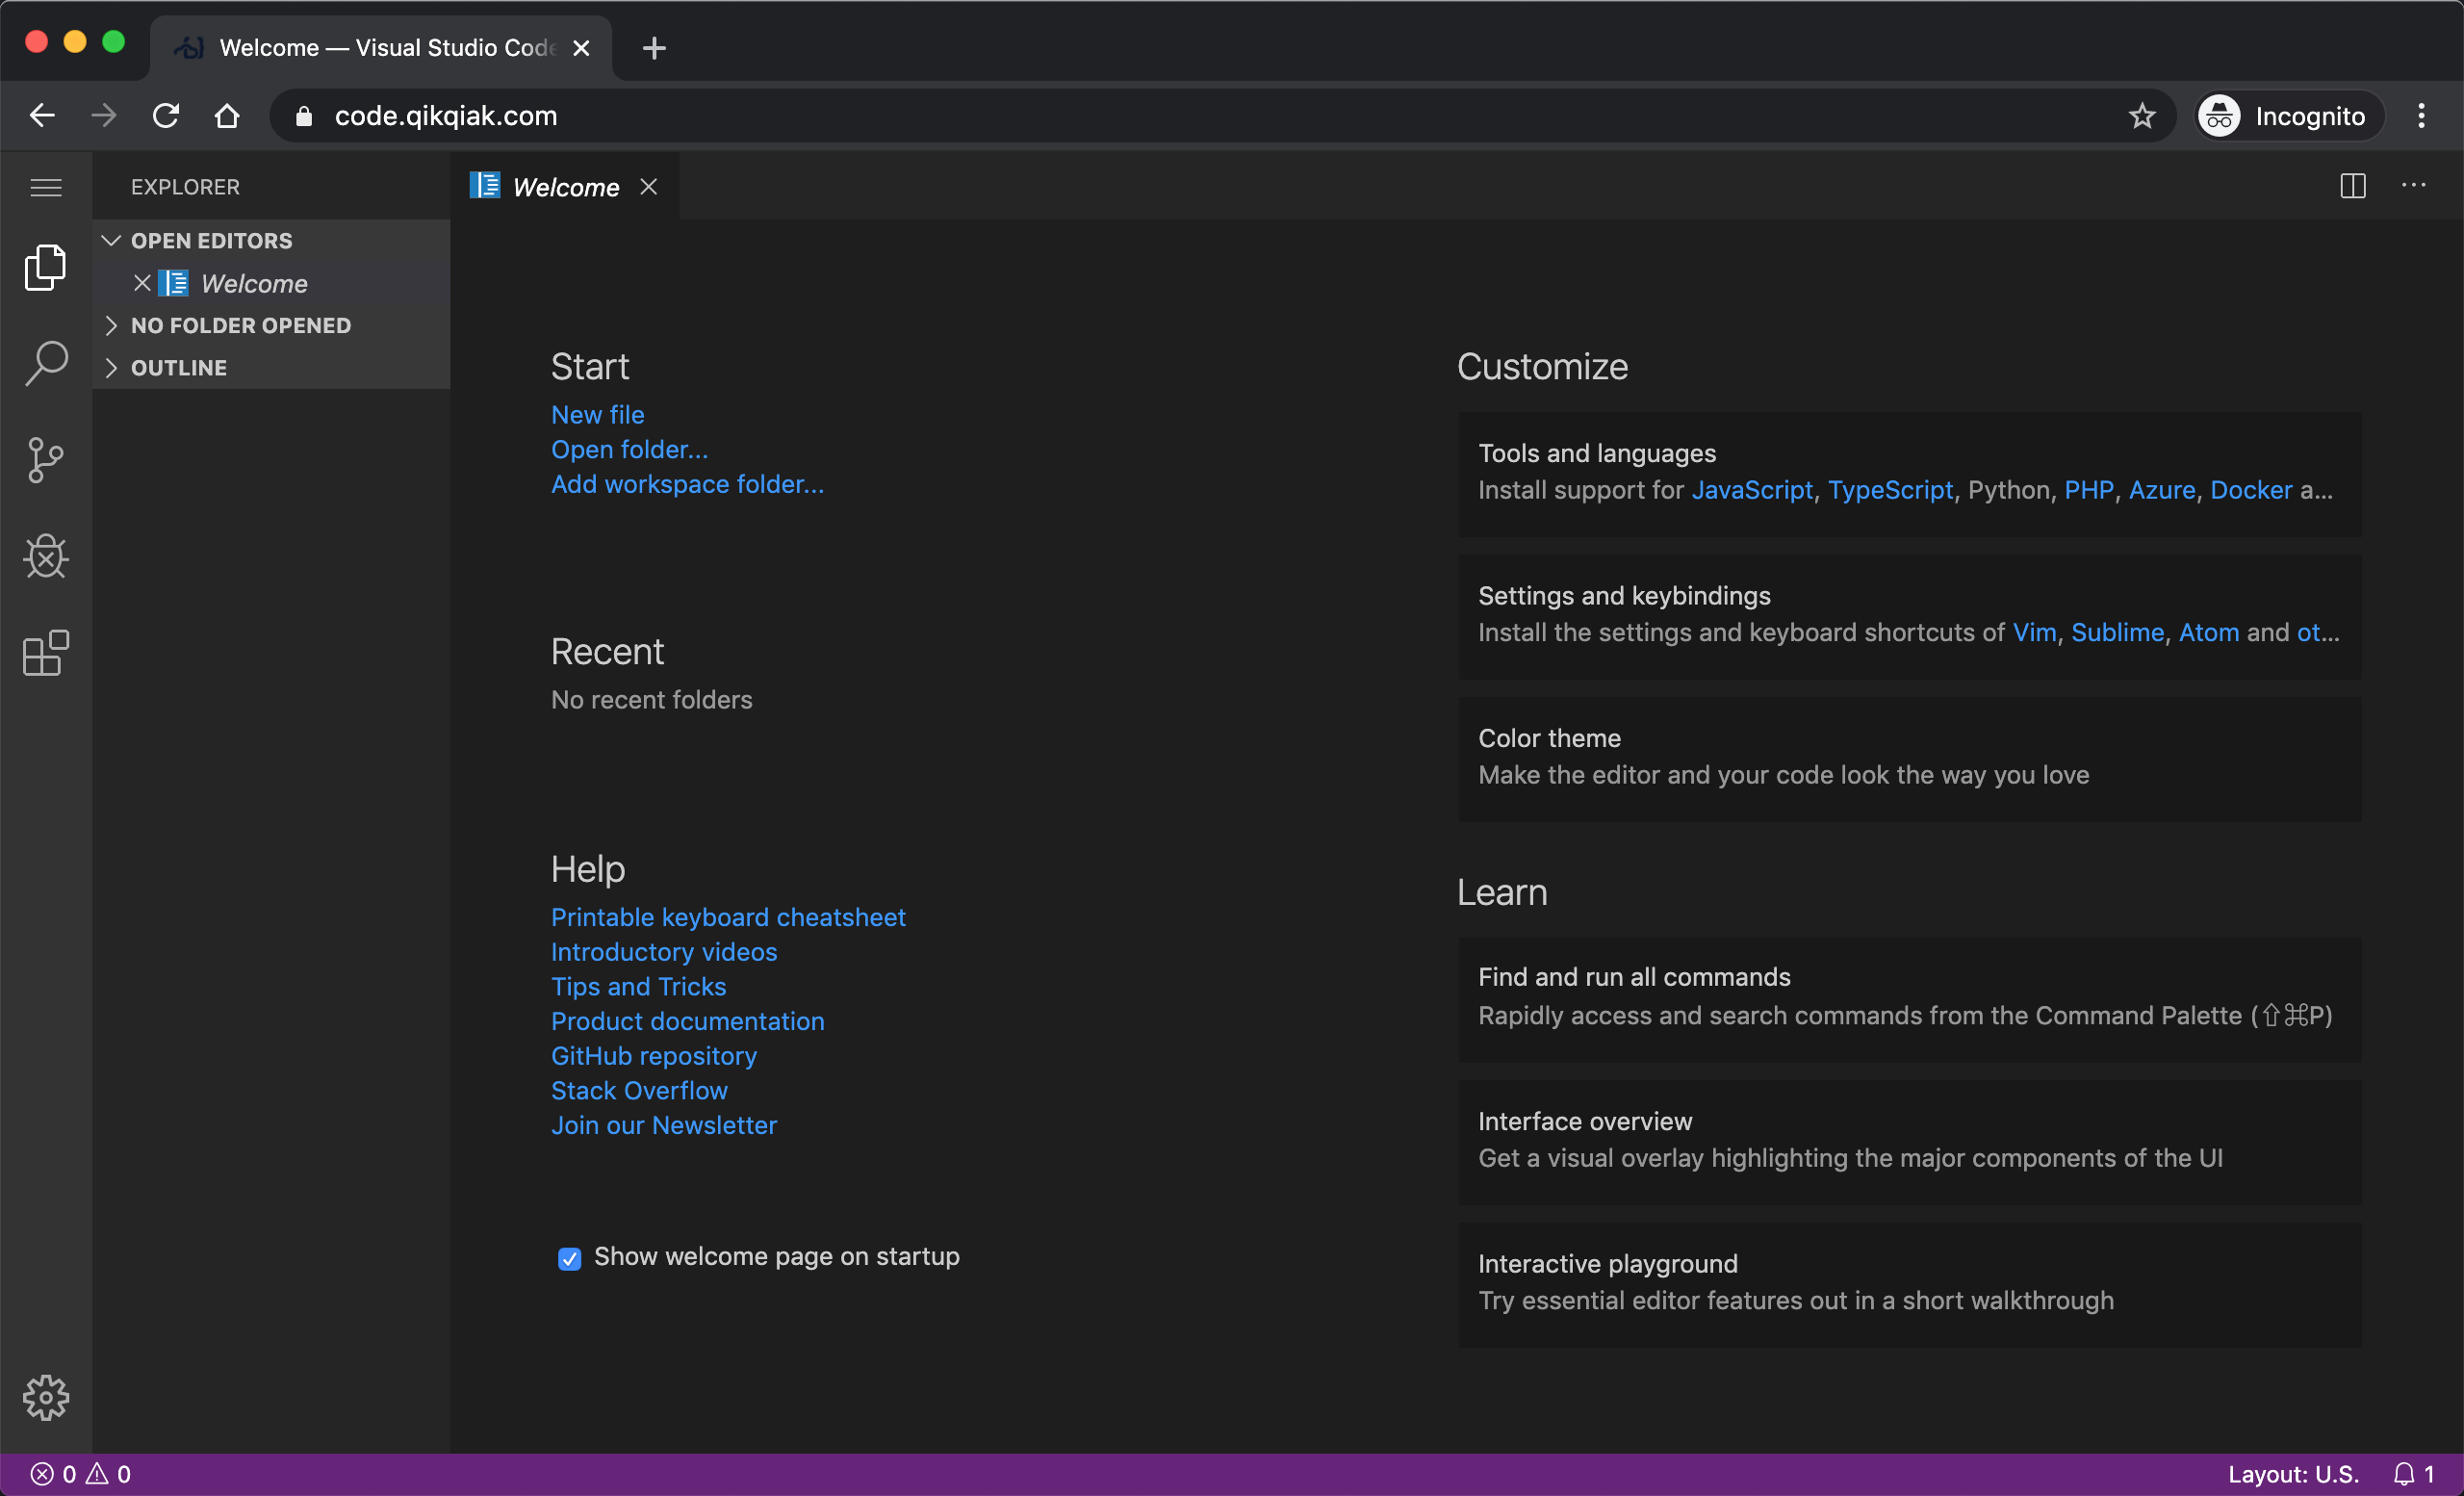 Welcome — Visual Studio Code
code.qikqiak.com
Incognito
EXPLORER
OPEN EDITORS
Welcome
NO FOLDER OPENED
OUTLINE
Welcome
Start
New file
Open folder...
Add workspace folder...
Recent
No recent folders
Help
Printable keyboard cheatsheet
Introductory videos
Tips and Tricks
Product documentation
GitHub repository
Stack Overflow
Join our Newsletter
Show welcome page on startup
Customize
Tools and languages
Install support for JavaScript, TypeScript, Python, PHP, Azure, Docker a...
Settings and keybindings
Install the settings and keyboard shortcuts of Vim, Sublime, Atom and ot...
Color theme
Make the editor and your code look the way you love
Learn
Find and run all commands
Rapidly access and search commands from the Command Palette (⇧⌘P)
Interface overview
Get a visual overlay highlighting the major components of the UI
Interactive playground
Try essential editor features out in a short walkthrough
0 0
Layout: U.S. 1